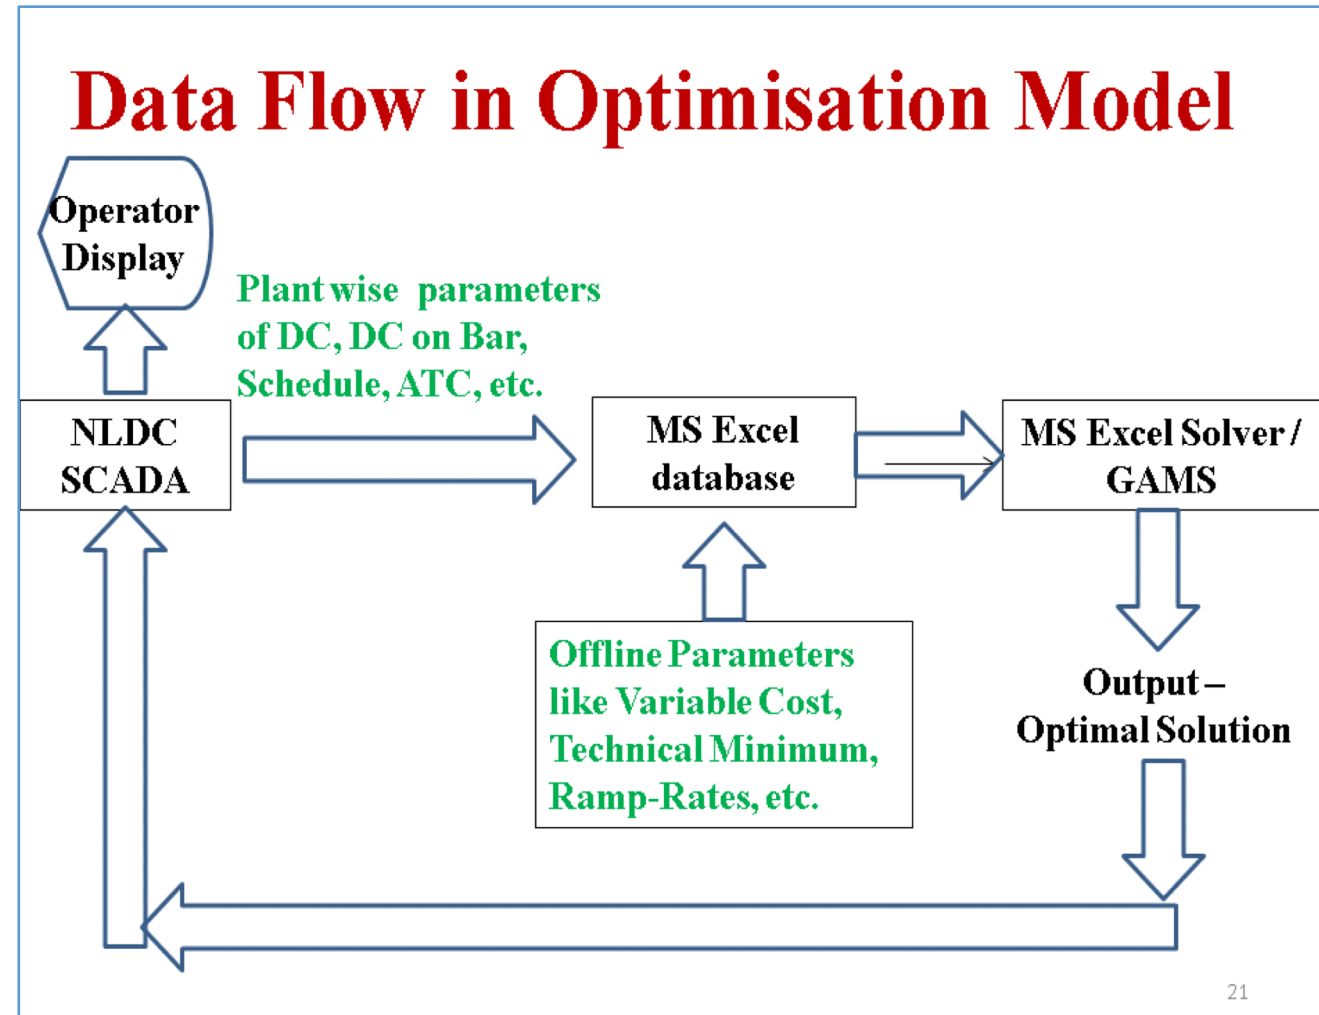 Data Flow in Optimisation Model
Operator
Display
Plant wise parameters
of DC, DC on Bar,
Schedule, ATC, etc.
NLDC
SCADA
MS Excel
database
MS Excel Solver /
GAMS
Offline Parameters
like Variable Cost,
Technical Minimum,
Ramp-Rates, etc.
Output –
Optimal Solution
21